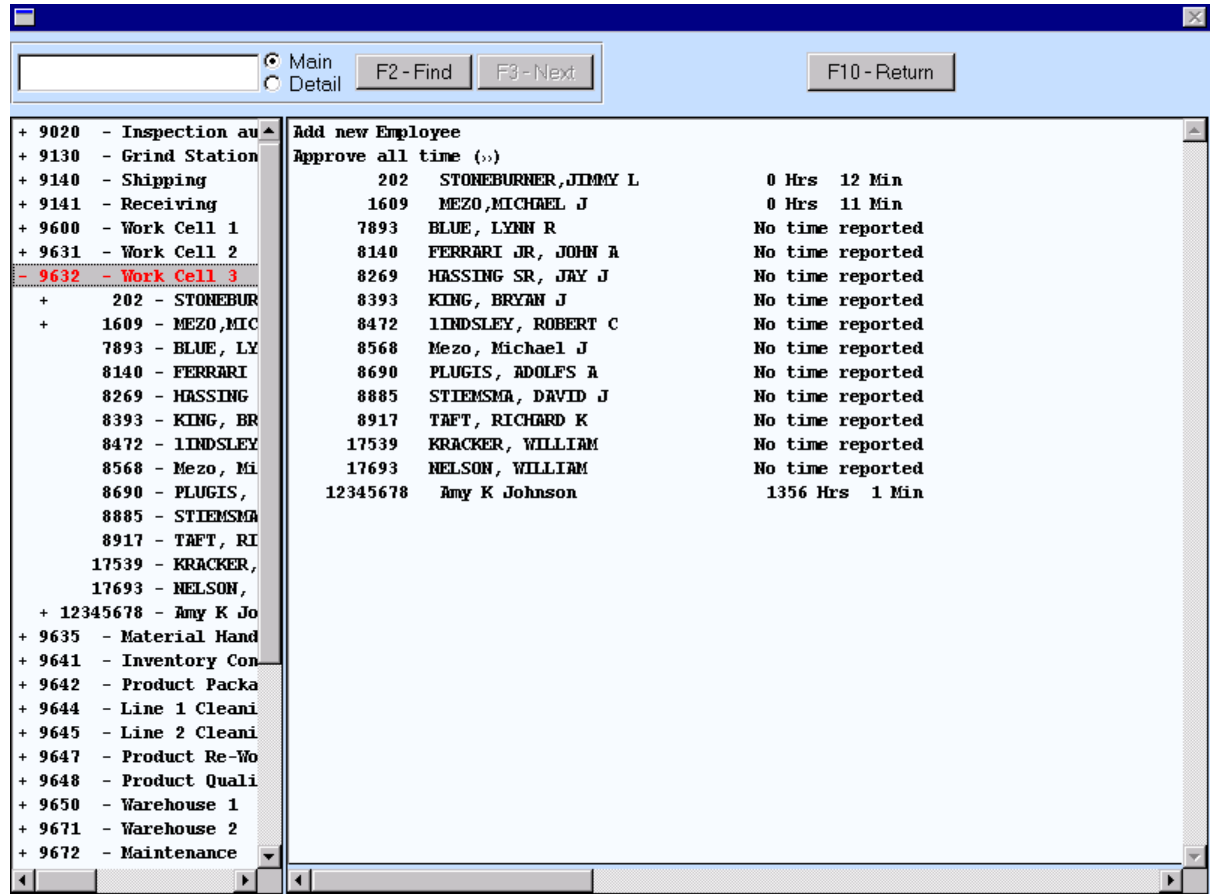 Main
Detail
F2 - Find
F3 - Next
F10 - Return
+ 9020 - Inspection au
+ 9130 - Grind Station
+ 9140 - Shipping
+ 9141 - Receiving
+ 9600 - Work Cell 1
+ 9631 - Work Cell 2
- 9632 - Work Cell 3
+ 202 - STONEBUR
+ 1609 - MEZO,MIC
7893 - BLUE, LY
8140 - FERRARI
8269 - HASSING
8393 - KING, BR
8472 - lINDSLEY
8568 - Mezo, Mi
8690 - PLUGIS,
8885 - STIEMSMA
8917 - TAFT, RI
17539 - KRACKER,
17693 - NELSON,
+ 12345678 - Amy K Jo
+ 9635 - Material Hand
+ 9641 - Inventory Con
+ 9642 - Product Packa
+ 9644 - Line 1 Cleani
+ 9645 - Line 2 Cleani
+ 9647 - Product Re-Wo
+ 9648 - Product Quali
+ 9650 - Warehouse 1
+ 9671 - Warehouse 2
+ 9672 - Maintenance
Add new Employee
Approve all time (››)
202 STONEBURNER,JIMMY L 0 Hrs 12 Min
1609 MEZO,MICHAEL J 0 Hrs 11 Min
7893 BLUE, LYNN R No time reported
8140 FERRARI JR, JOHN A No time reported
8269 HASSING SR, JAY J No time reported
8393 KING, BRYAN J No time reported
8472 lINDSLEY, ROBERT C No time reported
8568 Mezo, Michael J No time reported
8690 PLUGIS, ADOLFS A No time reported
8885 STIEMSMA, DAVID J No time reported
8917 TAFT, RICHARD K No time reported
17539 KRACKER, WILLIAM No time reported
17693 NELSON, WILLIAM No time reported
12345678 Amy K Johnson 1356 Hrs 1 Min